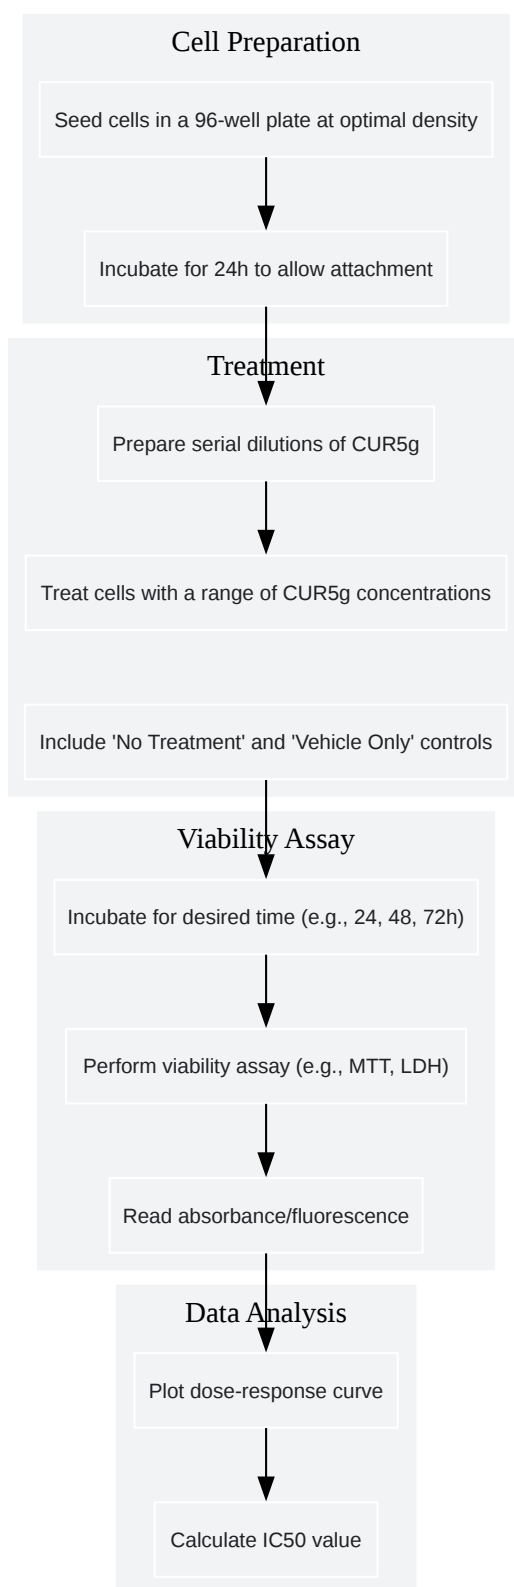 Cell Preparation
Seed cells in a 96-well plate at optimal density
Incubate for 24h to allow attachment
Treatment
Prepare serial dilutions of CUR5g
Treat cells with a range of CUR5g concentrations
Include 'No Treatment' and 'Vehicle Only' controls
Viability Assay
Incubate for desired time (e.g., 24, 48, 72h)
Perform viability assay (e.g., MTT, LDH)
Read absorbance/fluorescence
Data Analysis
Plot dose-response curve
Calculate IC50 value